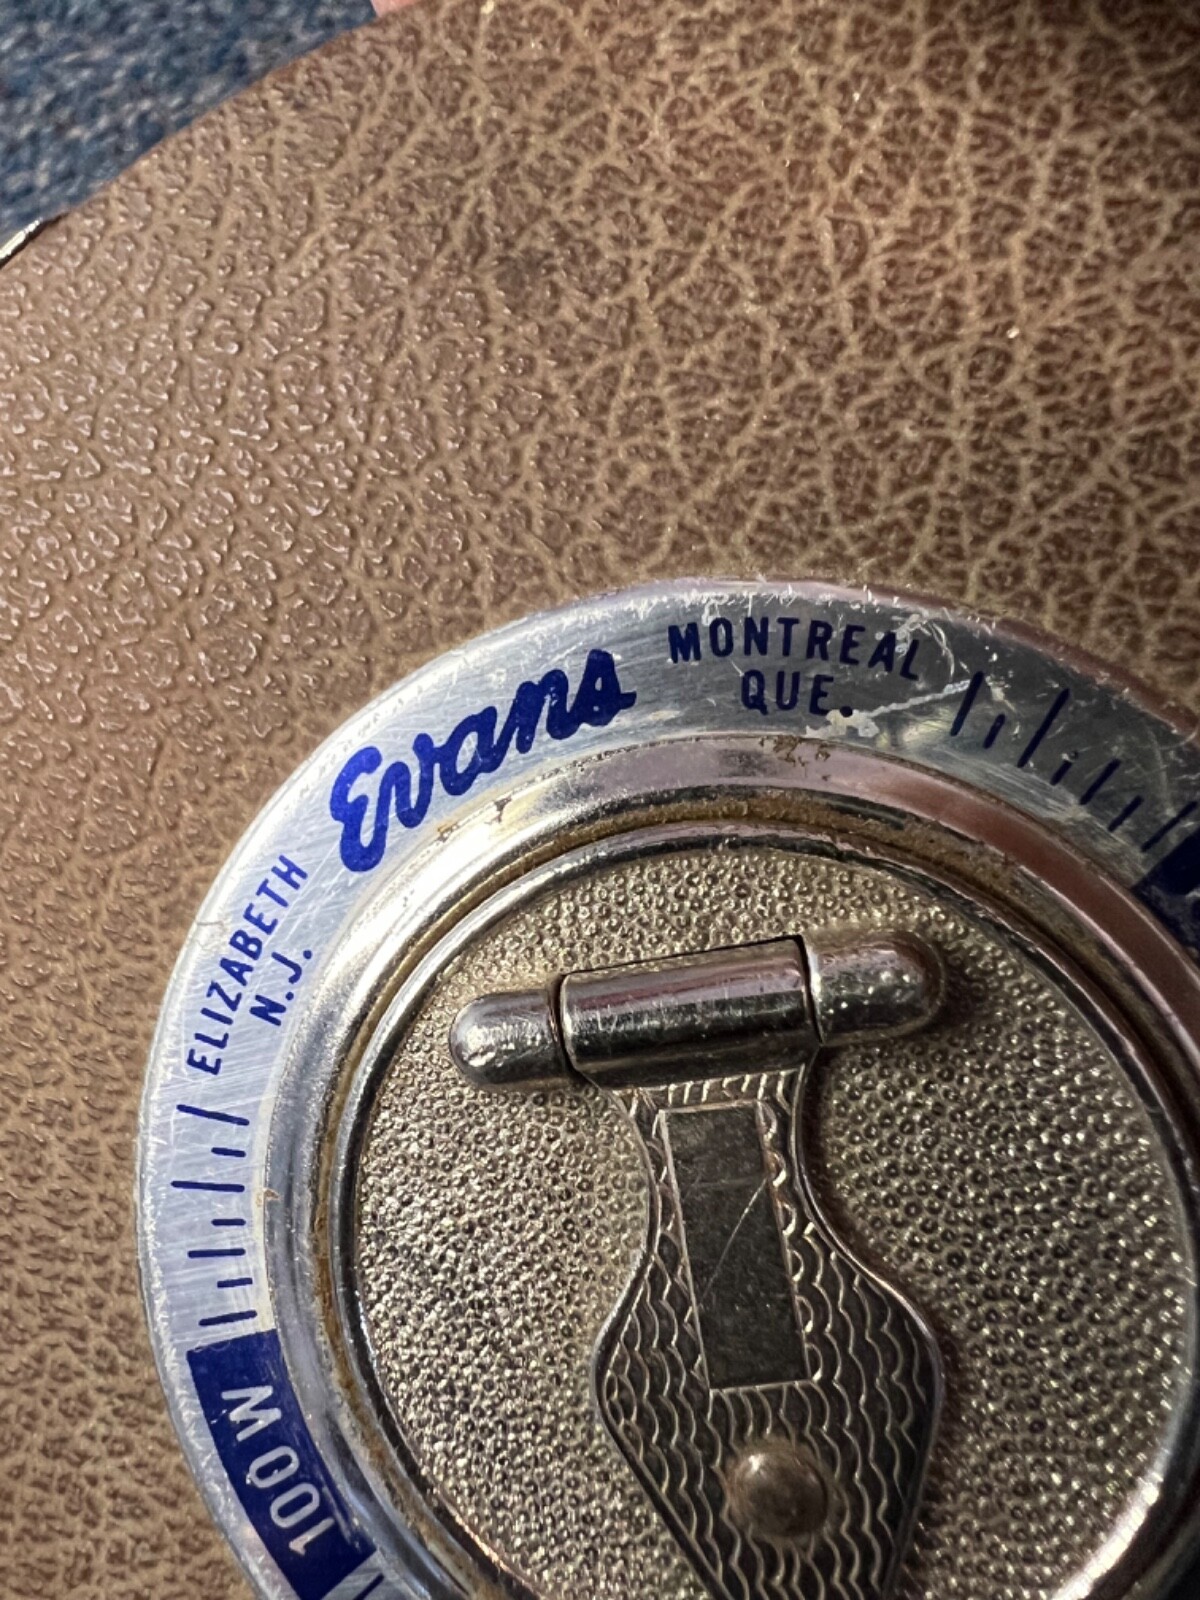 ELIZABETH
N.J.
Evans
MONTREAL
QUE.
100 W